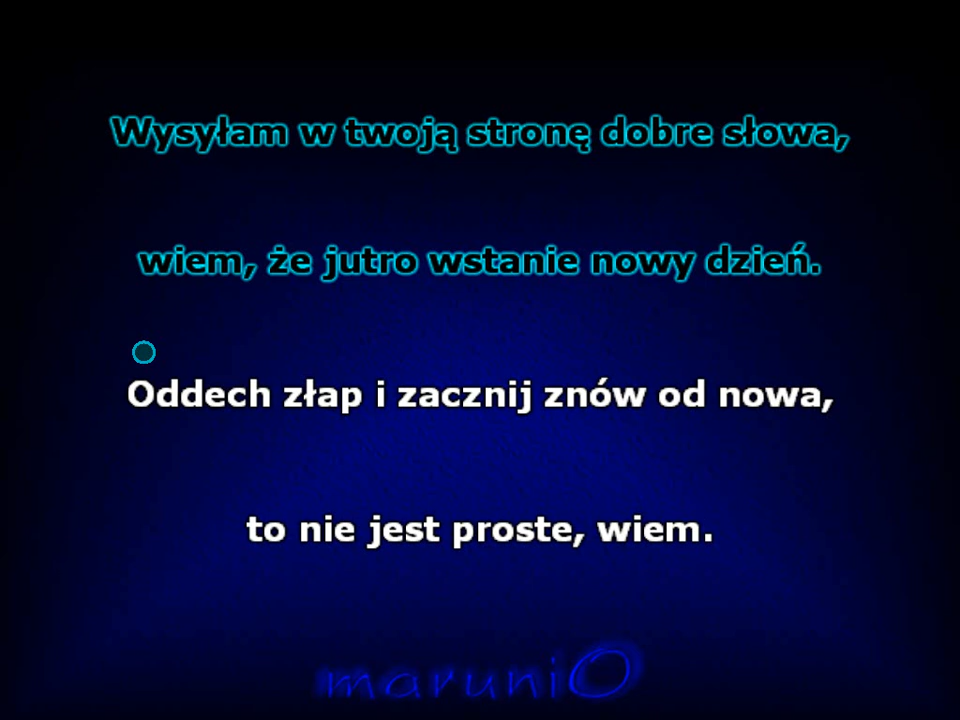 Wysyłam w twoją stronę dobre słowa,
wiem, że jutro wstanie nowy dzień.
Oddech złap i zacznij znów od nowa,
to nie jest proste, wiem.
maruniO